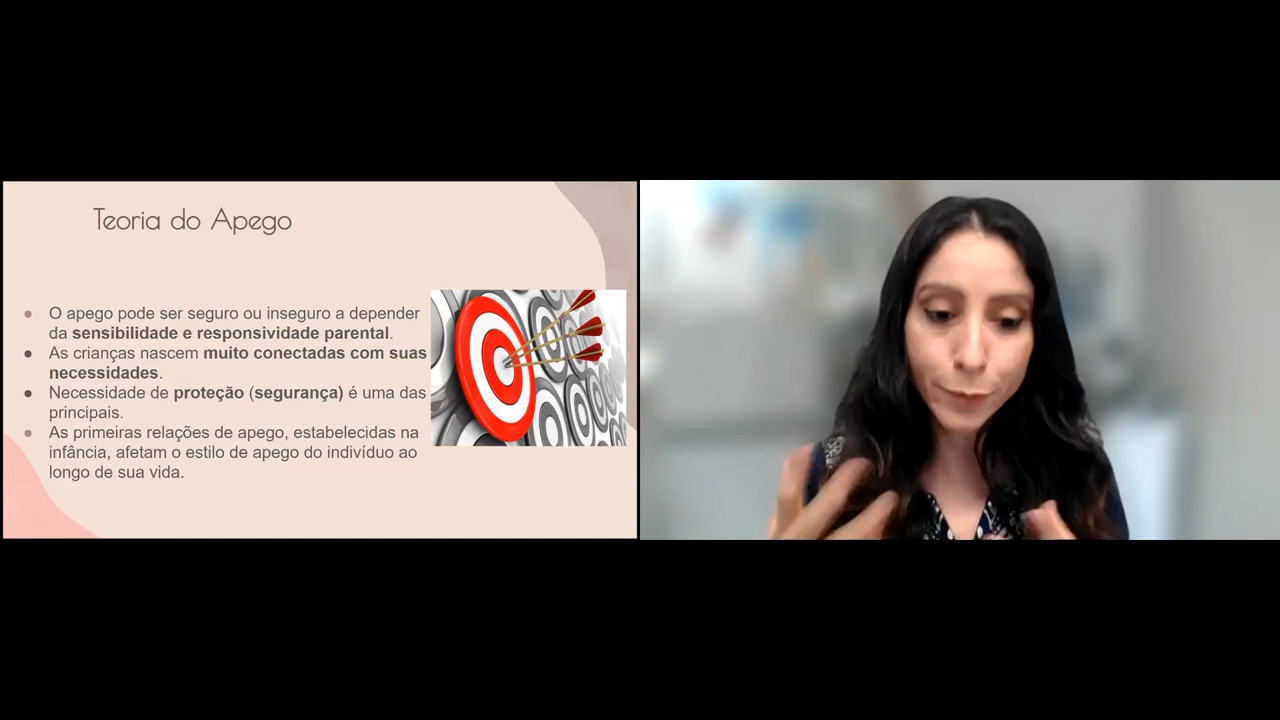 Teoria do Apego
● O apego pode ser seguro ou inseguro a depender
da sensibilidade e responsividade parental.
● As crianças nascem muito conectadas com suas
necessidades.
● Necessidade de proteção (segurança) é uma das
principais.
● As primeiras relações de apego, estabelecidas na
infância, afetam o estilo de apego do indivíduo ao
longo de sua vida.